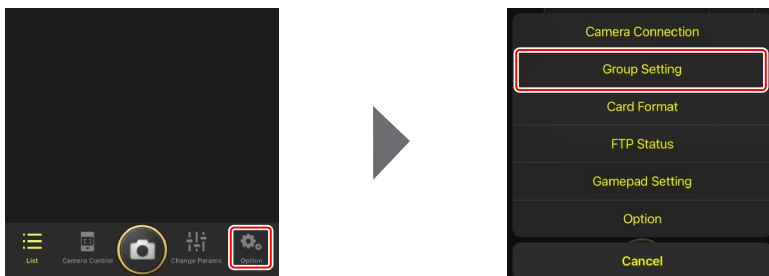 List
Camera Control
Change Params
Option
Camera Connection
Group Setting
Card Format
FTP Status
Gamepad Setting
Option
Cancel